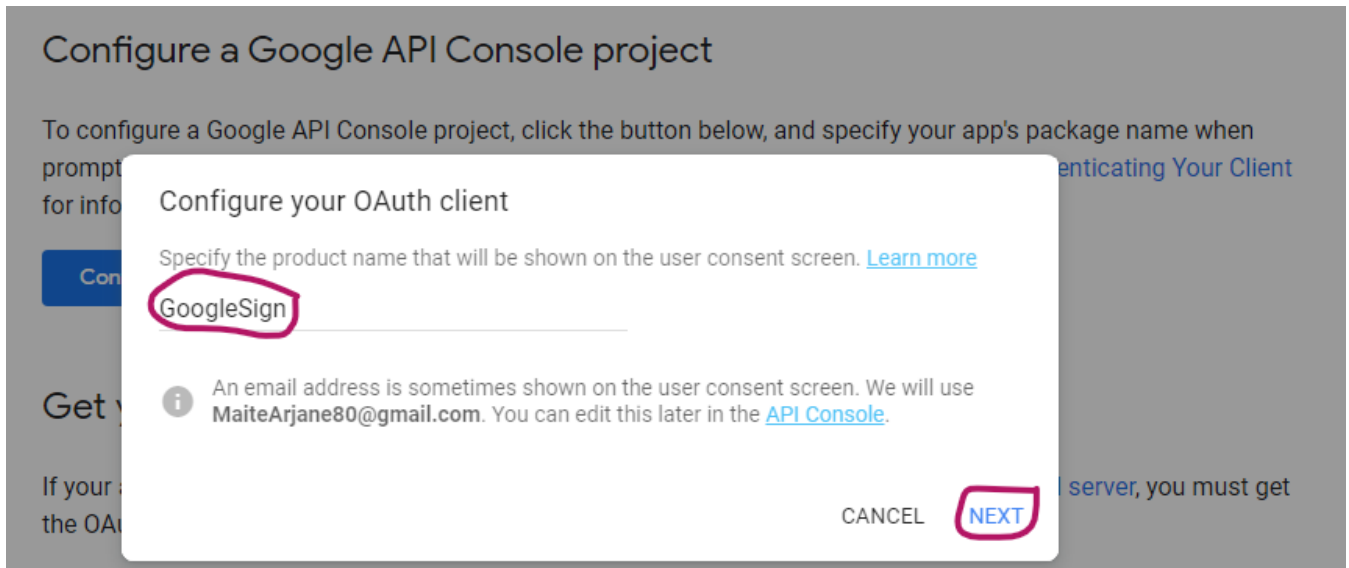 Configure a Google API Console project
To configure a Google API Console project, click the button below, and specify your app's package name when
prompt enticating Your Client
for info
Configure your OAuth client
Specify the product name that will be shown on the user consent screen. Learn more
Con
GoogleSign
An email address is sometimes shown on the user consent screen. We will use
MaiteArjane80@gmail.com. You can edit this later in the API Console.
Get
If your server, you must get
the OAu
CANCEL NEXT